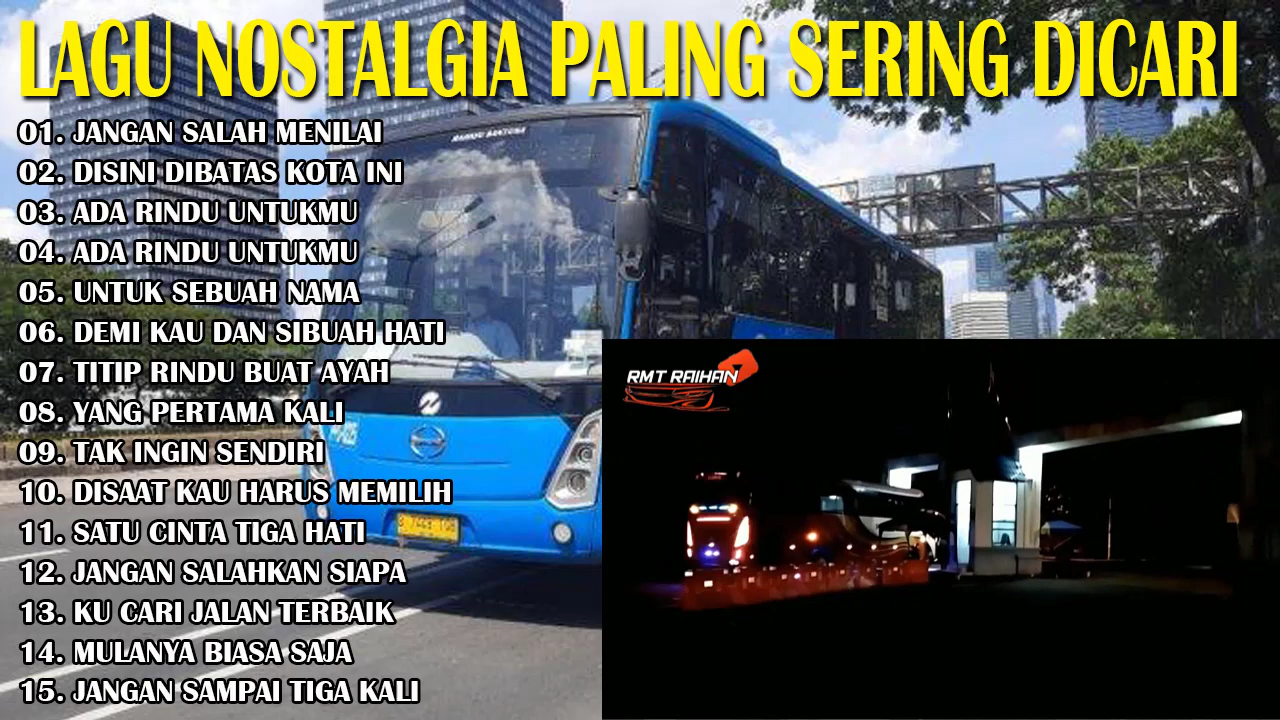 LAGU NOSTALGIA PALING SERING DICARI
01. JANGAN SALAH MENILAI
02. DISINI DIBATAS KOTA INI
03. ADA RINDU UNTUKMU
04. ADA RINDU UNTUKMU
05. UNTUK SEBUAH NAMA
06. DEMI KAU DAN SIBUAH HATI
07. TITIP RINDU BUAT AYAH
08. YANG PERTAMA KALI
09. TAK INGIN SENDIRI
10. DISAAT KAU HARUS MEMILIH
11. SATU CINTA TIGA HATI
12. JANGAN SALAHKAN SIAPA
13. KU CARI JALAN TERBAIK
14. MULANYA BIASA SAJA
15. JANGAN SAMPAI TIGA KALI
RMT RAIHAN